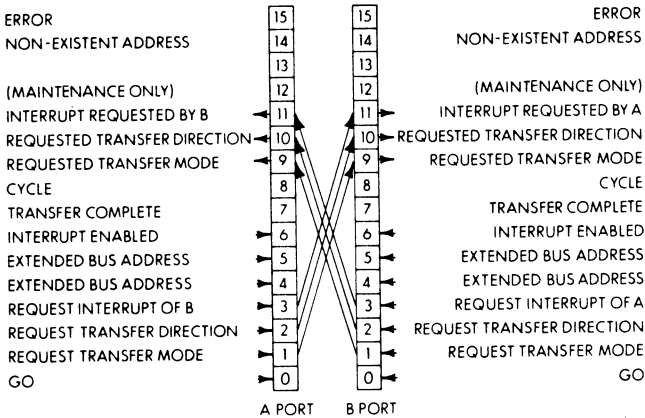 ERROR 15 15 ERROR
NON-EXISTENT ADDRESS 14 14 NON-EXISTENT ADDRESS
13 13
(MAINTENANCE ONLY) 12 12 (MAINTENANCE ONLY)
INTERRUPT REQUESTED BY B 11 11 INTERRUPT REQUESTED BY A
REQUESTED TRANSFER DIRECTION 10 10 REQUESTED TRANSFER DIRECTION
REQUESTED TRANSFER MODE 9 9 REQUESTED TRANSFER MODE
CYCLE 8 8 CYCLE
TRANSFER COMPLETE 7 7 TRANSFER COMPLETE
INTERRUPT ENABLED 6 6 INTERRUPT ENABLED
EXTENDED BUS ADDRESS 5 5 EXTENDED BUS ADDRESS
EXTENDED BUS ADDRESS 4 4 EXTENDED BUS ADDRESS
REQUEST INTERRUPT OF B 3 3 REQUEST INTERRUPT OF A
REQUEST TRANSFER DIRECTION 2 2 REQUEST TRANSFER DIRECTION
REQUEST TRANSFER MODE 1 1 REQUEST TRANSFER MODE
GO 0 0 GO
A PORT B PORT